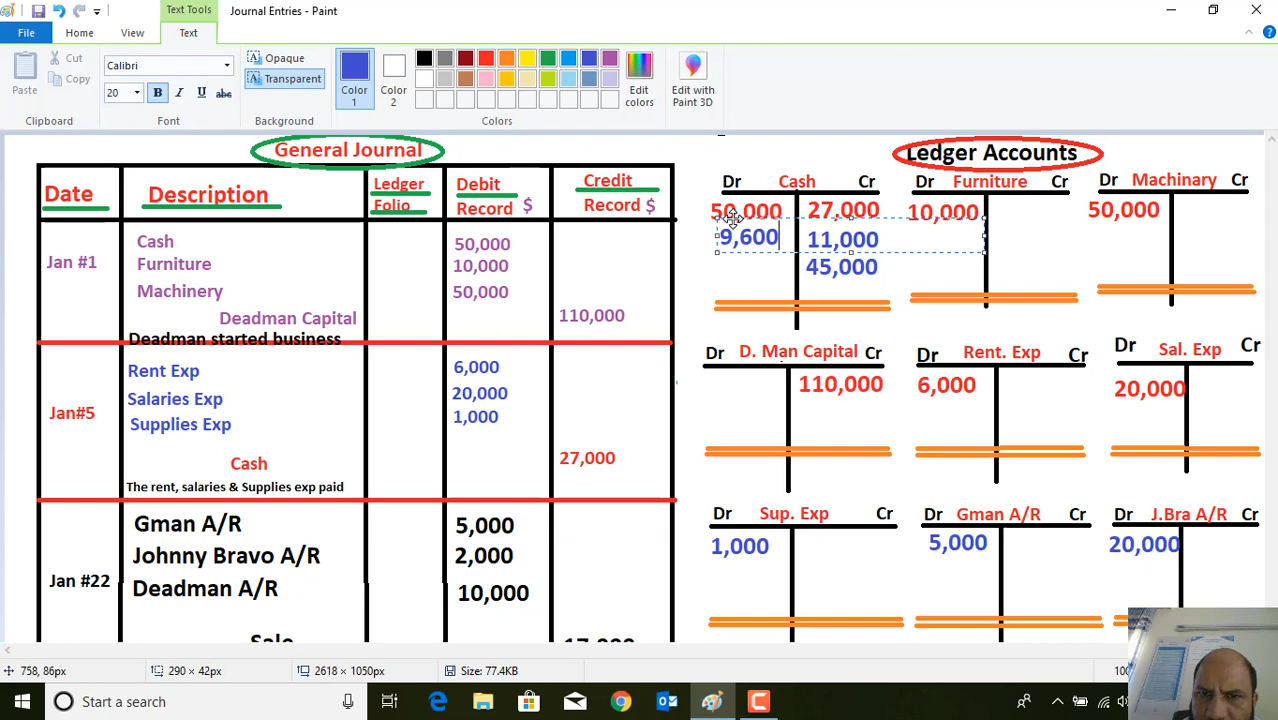 Text Tools
Journal Entries - Paint
File
Home
View
Text
Paste
Cut
Copy
Clipboard
Calibri
20
B I U abc
Font
Opaque
Transparent
Background
Color 1
Color 2
Edit colors
Edit with Paint 3D
Colors
General Journal
Date
Description
Ledger Folio
Debit Record $
Credit Record $
Jan #1
Cash 50,000
Furniture 10,000
Machinery 50,000
Deadman Capital 110,000
Deadman started business
Jan#5
Rent Exp 6,000
Salaries Exp 20,000
Supplies Exp 1,000
Cash 27,000
The rent, salaries & Supplies exp paid
Jan #22
Gman A/R 5,000
Johnny Bravo A/R 2,000
Deadman A/R 10,000
Sale 17,000
Ledger Accounts
Dr Cash Cr
50,000 27,000
9,600 11,000
45,000
Dr Furniture Cr
10,000
Dr Machinary Cr
50,000
Dr D. Man Capital Cr
110,000
Dr Rent. Exp Cr
6,000
Dr Sal. Exp Cr
20,000
Dr Sup. Exp Cr
1,000
Dr Gman A/R Cr
5,000
Dr J.Bra A/R Cr
20,000
758, 86px
290 × 42px
2618 × 1050px
Size: 77.4KB
Start a search